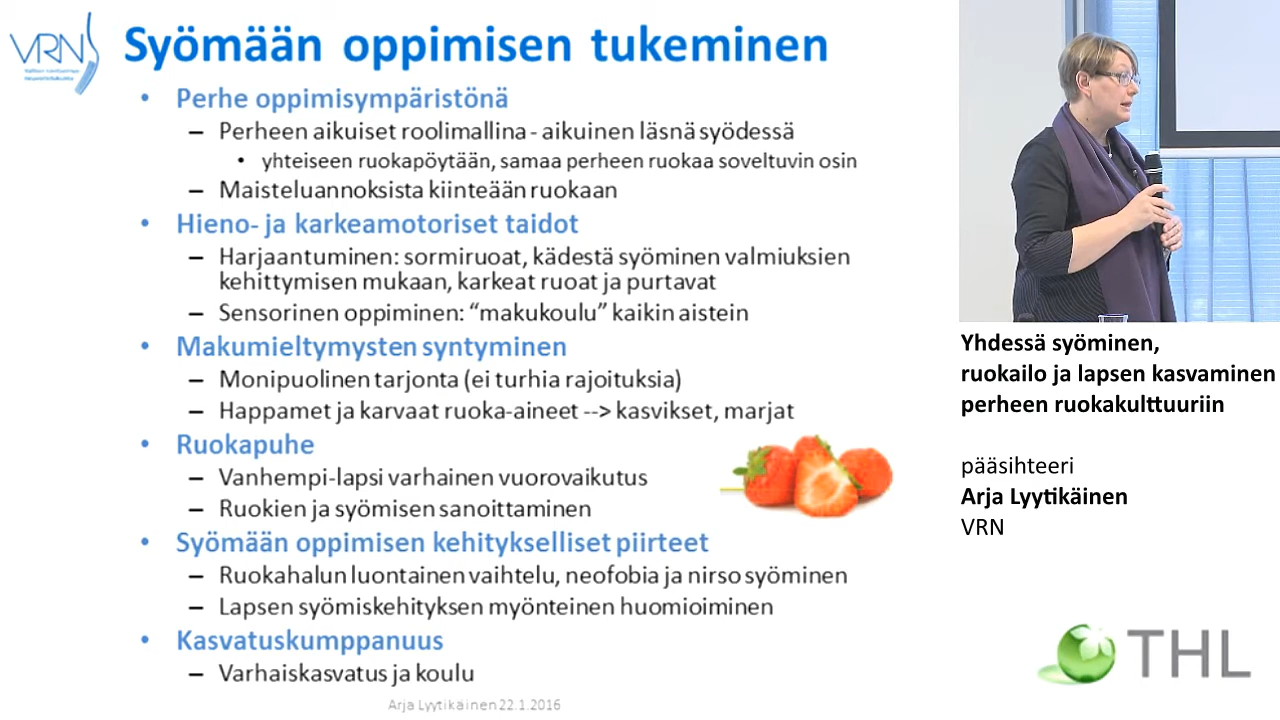 VRN
Syömään oppimisen tukeminen
• Perhe oppimisympäristönä
– Perheen aikuiset roolimallina - aikuinen läsnä syödessä
• yhteiseen ruokapöytään, samaa perheen ruokaa soveltuvin osin
– Maisteluannoksista kiinteään ruokaan
• Hieno- ja karkeamotoriset taidot
– Harjaantuminen: sormiruoat, kädestä syöminen valmiuksien
kehittymisen mukaan, karkeat ruoat ja purtavat
– Sensorinen oppiminen: “makukoulu” kaikin aistein
• Makumieltymysten syntyminen
– Monipuolinen tarjonta (ei turhia rajoituksia)
– Happamet ja karvaat ruoka-aineet --> kasvikset, marjat
• Ruokapuhe
– Vanhempi-lapsi varhainen vuorovaikutus
– Ruokien ja syömisen sanoittaminen
• Syömään oppimisen kehitykselliset piirteet
– Ruokahalun luontainen vaihtelu, neofobia ja nirso syöminen
– Lapsen syömiskehityksen myönteinen huomioiminen
• Kasvatuskumppanuus
– Varhaiskasvatus ja koulu
Arja Lyytikäinen 22.1.2016
Yhdessä syöminen,
ruokailo ja lapsen kasvaminen
perheen ruokakulttuuriin
pääsihteeri
Arja Lyytikäinen
VRN
THL